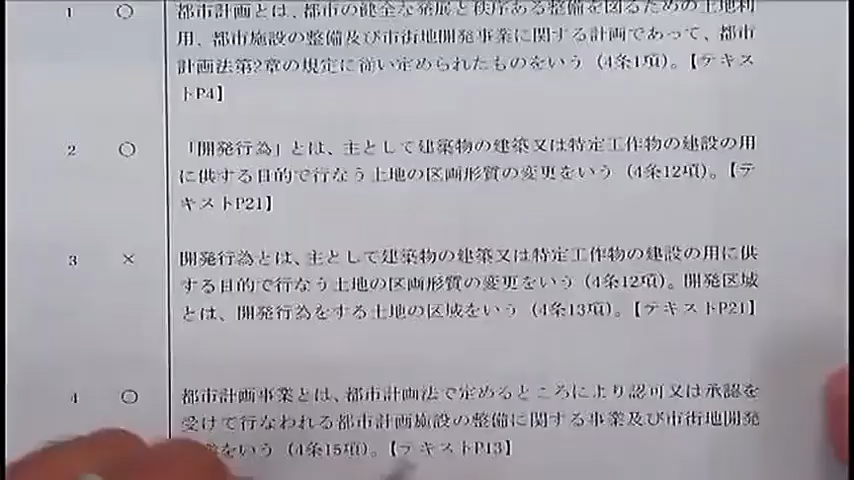 1 ○ 都市計画とは、都市の健全な発展と秩序ある整備を図るための土地利
用、都市施設の整備及び市街地開発事業に関する計画であって、都市
計画法第2章の規定に従い定められたものをいう（4条1項）。【テキス
トP4】
2 ○ 「開発行為」とは、主として建築物の建築又は特定工作物の建設の用
に供する目的で行なう土地の区画形質の変更をいう（4条12項）。【テ
キストP21】
3 × 開発行為とは、主として建築物の建築又は特定工作物の建設の用に供
する目的で行なう土地の区画形質の変更をいう（4条12項）。開発区域
とは、開発行為をする土地の区域をいう（4条13項）。【テキストP21】
4 ○ 都市計画事業とは、都市計画法で定めるところにより認可又は承認を
受けて行なわれる都市計画施設の整備に関する事業及び市街地開発
をいう（4条15項）。【テキストP13】